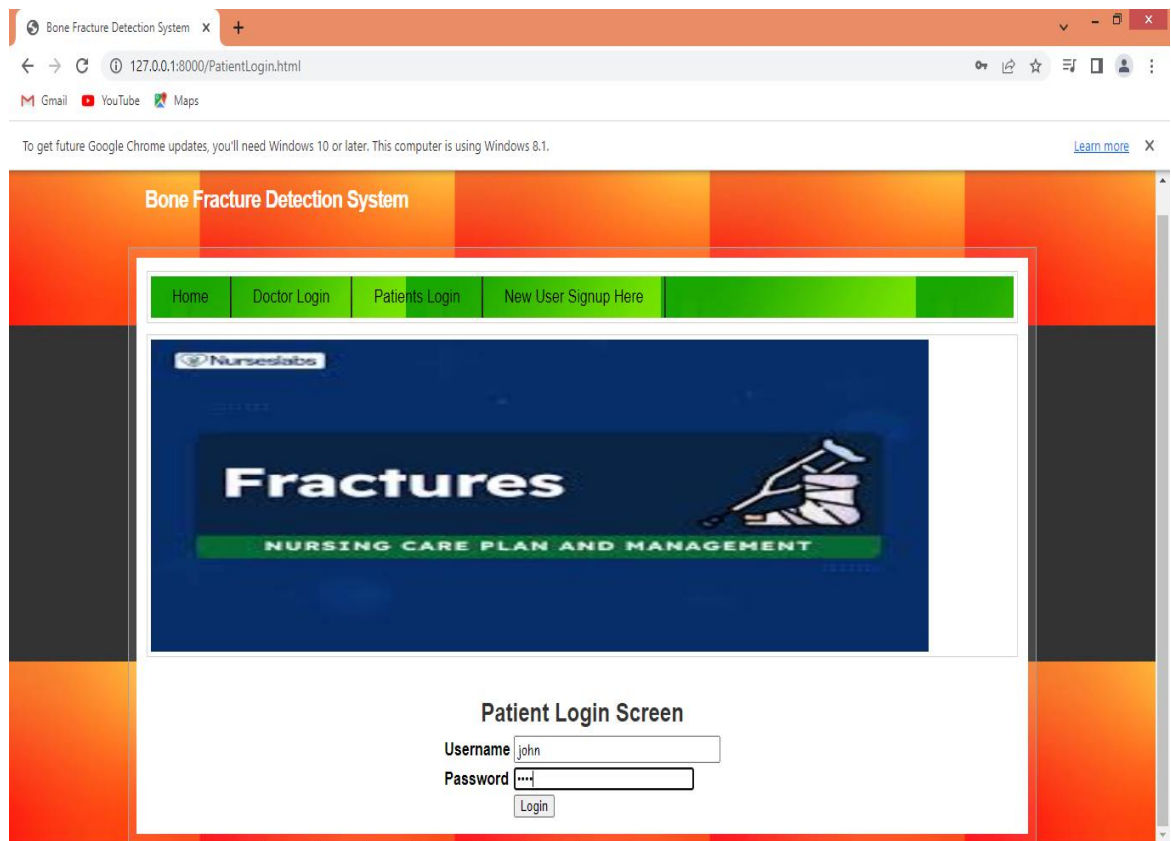 Bone Fracture Detection System
127.0.0.1:8000/PatientLogin.html
Gmail YouTube Maps
To get future Google Chrome updates, you'll need Windows 10 or later. This computer is using Windows 8.1. Learn more
Bone Fracture Detection System
Home Doctor Login Patients Login New User Signup Here
Nurseslabs
Fractures
NURSING CARE PLAN AND MANAGEMENT
Patient Login Screen
Username john
Password ····
Login